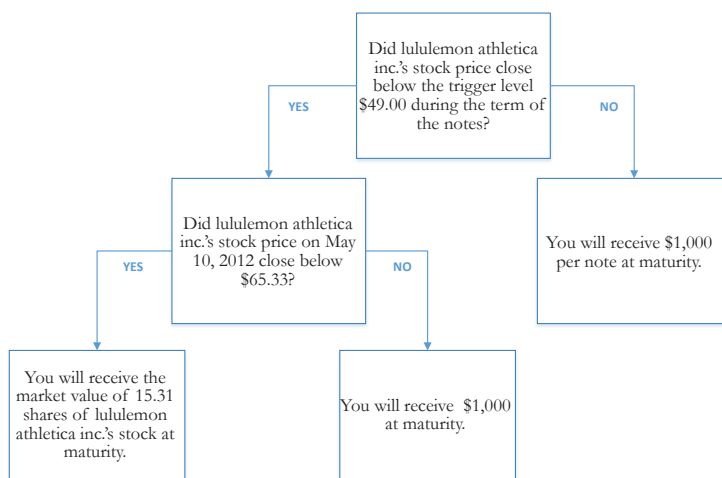 Did lululemon athletica
inc.'s stock price close
below the trigger level
$49.00 during the term of
the notes?
YES
NO
Did lululemon athletica
inc.'s stock price on May
10, 2012 close below
$65.33?
You will receive $1,000
per note at maturity.
YES
NO
You will receive the
market value of 15.31
shares of lululemon
athletica inc.'s stock at
maturity.
You will receive $1,000
at maturity.